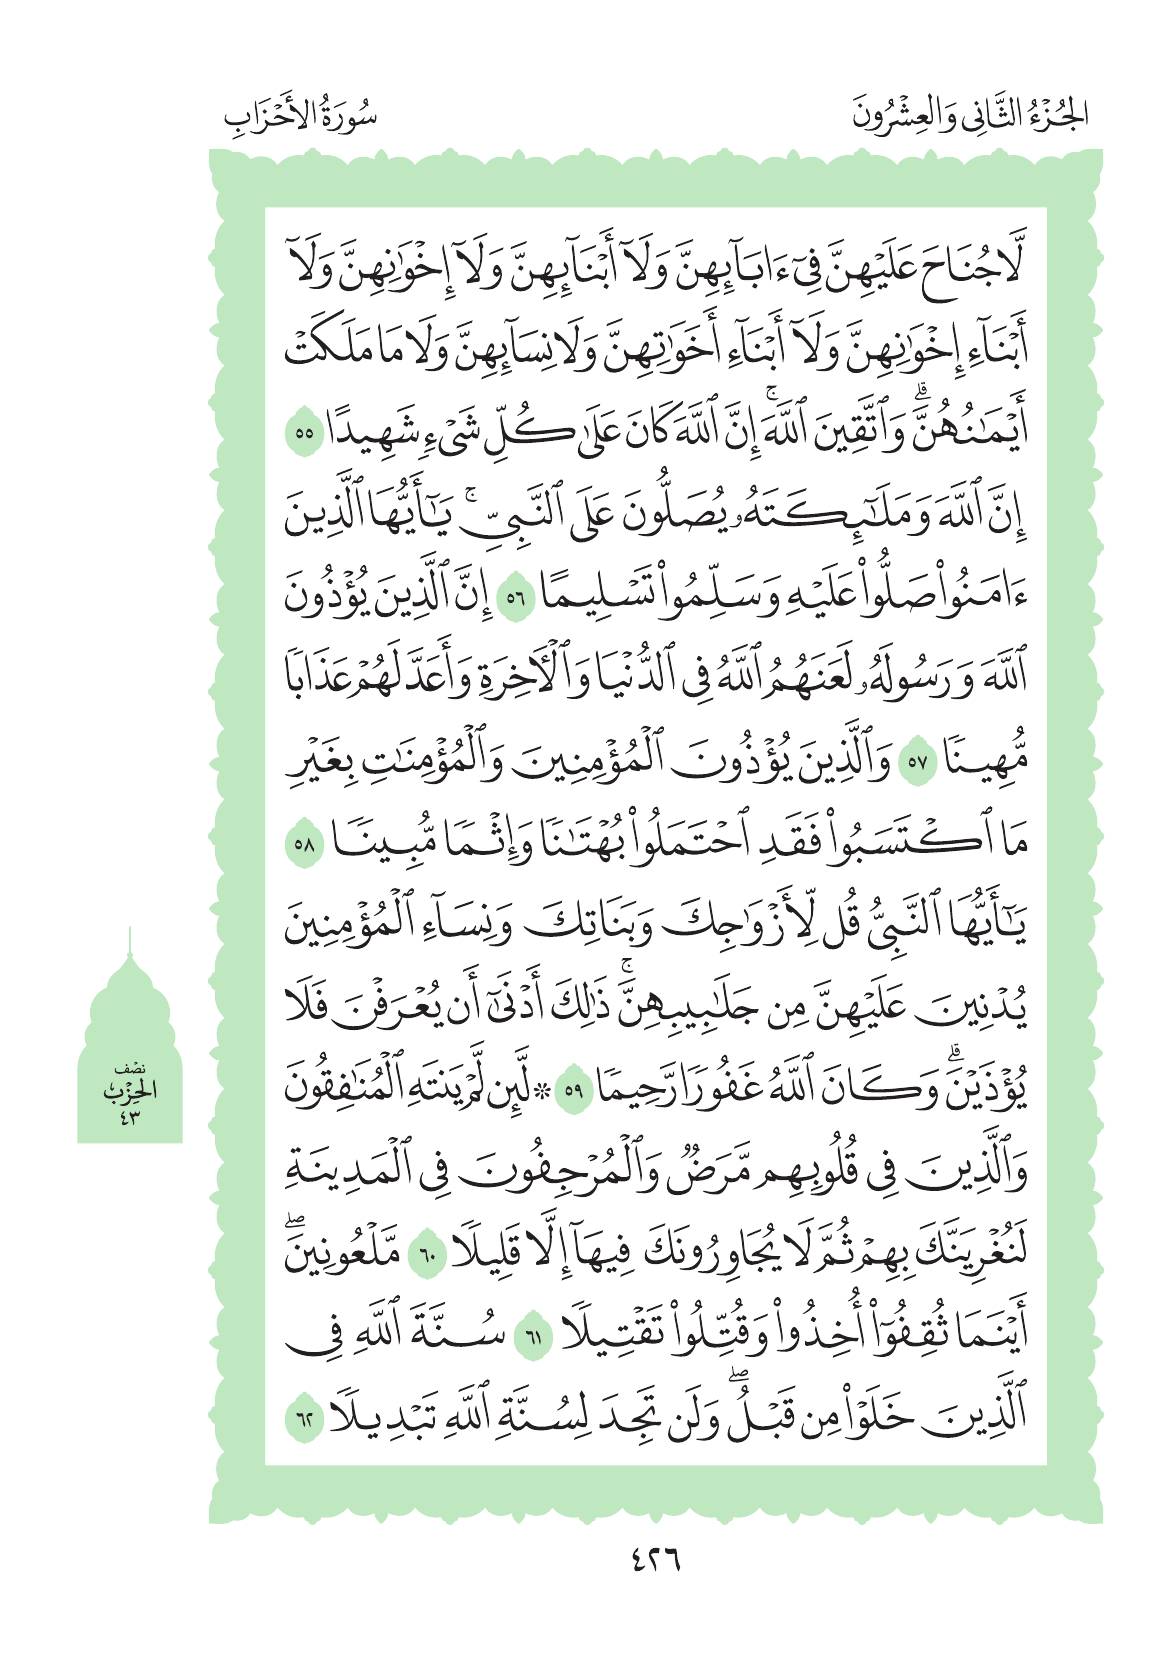 الجُزْءُ الثَّانِي وَالعِشْرُونَ
سُورَةُ الأَحْزَابِ
لَّا جُنَاحَ عَلَيْهِنَّ فِىٓ ءَابَآئِهِنَّ وَلَآ أَبْنَآئِهِنَّ وَلَآ إِخْوَٰنِهِنَّ وَلَآ
أَبْنَآءِ إِخْوَٰنِهِنَّ وَلَآ أَبْنَآءِ أَخَوَٰتِهِنَّ وَلَا نِسَآئِهِنَّ وَلَا مَا مَلَكَتْ
أَيْمَٰنُهُنَّۗ وَٱتَّقِينَ ٱللَّهَۚ إِنَّ ٱللَّهَ كَانَ عَلَىٰ كُلِّ شَىْءٍ شَهِيدًا ٥٥
إِنَّ ٱللَّهَ وَمَلَٰٓئِكَتَهُۥ يُصَلُّونَ عَلَى ٱلنَّبِىِّۚ يَٰٓأَيُّهَا ٱلَّذِينَ
ءَامَنُوا۟ صَلُّوا۟ عَلَيْهِ وَسَلِّمُوا۟ تَسْلِيمًا ٥٦ إِنَّ ٱلَّذِينَ يُؤْذُونَ
ٱللَّهَ وَرَسُولَهُۥ لَعَنَهُمُ ٱللَّهُ فِى ٱلدُّنْيَا وَٱلْءَاخِرَةِ وَأَعَدَّ لَهُمْ عَذَابًا
مُّهِينًا ٥٧ وَٱلَّذِينَ يُؤْذُونَ ٱلْمُؤْمِنِينَ وَٱلْمُؤْمِنَٰتِ بِغَيْرِ
مَا ٱكْتَسَبُوا۟ فَقَدِ ٱحْتَمَلُوا۟ بُهْتَٰنًا وَإِثْمًا مُّبِينًا ٥٨
يَٰٓأَيُّهَا ٱلنَّبِىُّ قُل لِّأَزْوَٰجِكَ وَبَنَاتِكَ وَنِسَآءِ ٱلْمُؤْمِنِينَ
يُدْنِينَ عَلَيْهِنَّ مِن جَلَٰبِيبِهِنَّۚ ذَٰلِكَ أَدْنَىٰٓ أَن يُعْرَفْنَ فَلَا
يُؤْذَيْنَۗ وَكَانَ ٱللَّهُ غَفُورًا رَّحِيمًا ٥٩ ۞ لَّئِن لَّمْ يَنتَهِ ٱلْمُنَٰفِقُونَ
وَٱلَّذِينَ فِى قُلُوبِهِم مَّرَضٌ وَٱلْمُرْجِفُونَ فِى ٱلْمَدِينَةِ
لَنُغْرِيَنَّكَ بِهِمْ ثُمَّ لَا يُجَاوِرُونَكَ فِيهَآ إِلَّا قَلِيلًا ٦٠ مَّلْعُونِينَۖ
أَيْنَمَا ثُقِفُوٓا۟ أُخِذُوا۟ وَقُتِّلُوا۟ تَقْتِيلًا ٦١ سُنَّةَ ٱللَّهِ فِى
ٱلَّذِينَ خَلَوْا۟ مِن قَبْلُۖ وَلَن تَجِدَ لِسُنَّةِ ٱللَّهِ تَبْدِيلًا ٦٢
نصف
الحِزْبُ
٤٣
٤٢٦